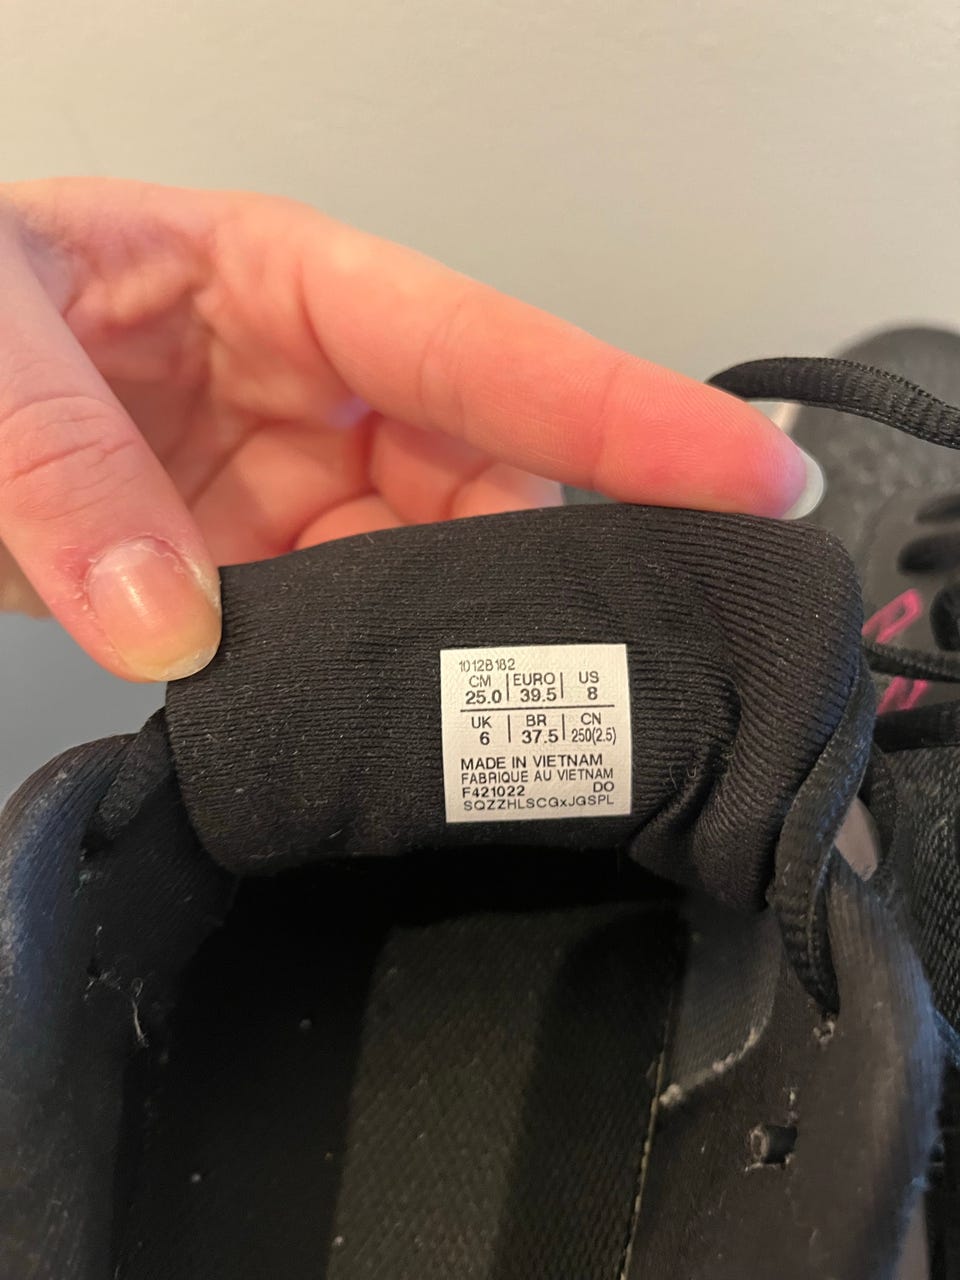 1012B182
CM EURO US
25.0 39.5 8
UK BR CN
6 37.5 250(2.5)
MADE IN VIETNAM
FABRIQUE AU VIETNAM
F421022 DO
SQZZHLSCGxJGSPL